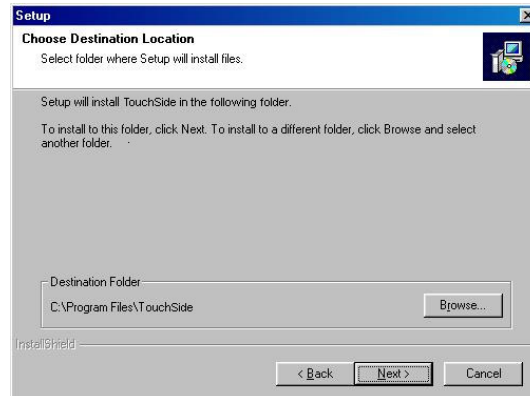 Setup
Choose Destination Location
Select folder where Setup will install files.
Setup will install TouchSide in the following folder.
To install to this folder, click Next. To install to a different folder, click Browse and select
another folder.
Destination Folder
C:\Program Files\TouchSide
Browse...
InstallShield
< Back
Next >
Cancel